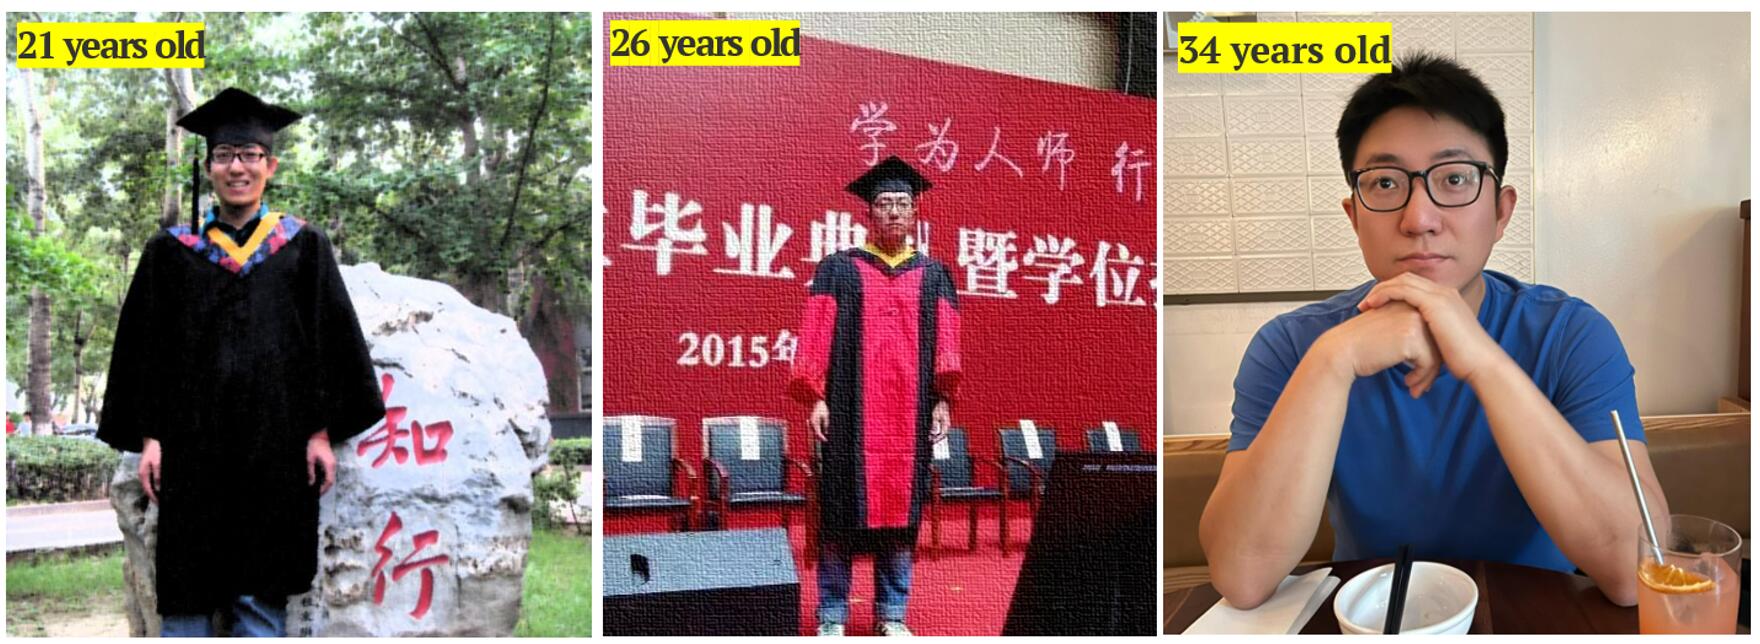 21 years old
知
行
26 years old
学为人师 行
毕业典
暨学位
2015年
34 years old